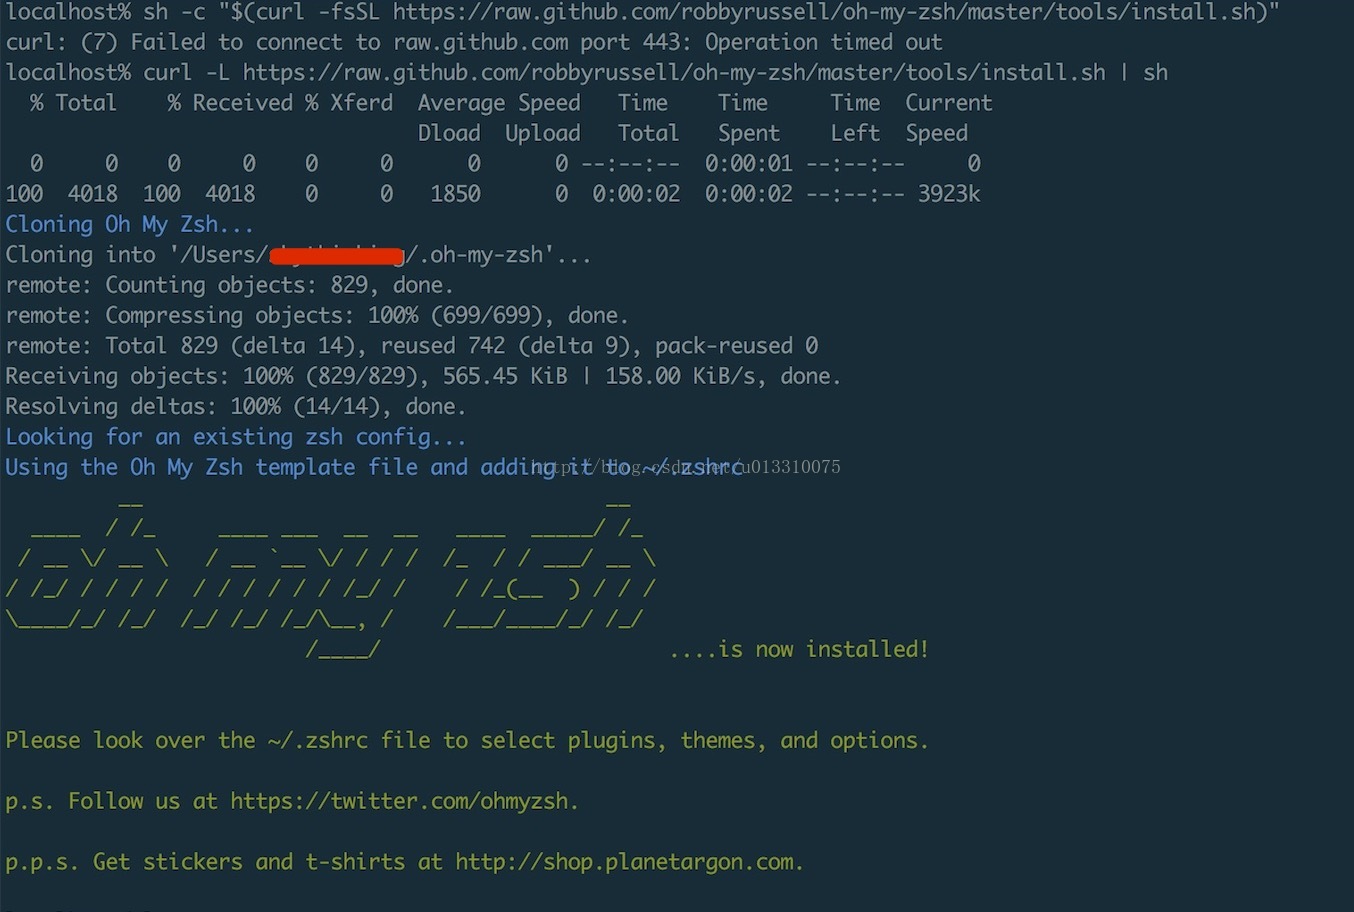 localhost% sh -c "$(curl -fsSL https://raw.github.com/robbyrussell/oh-my-zsh/master/tools/install.sh)"
curl: (7) Failed to connect to raw.github.com port 443: Operation timed out
localhost% curl -L https://raw.github.com/robbyrussell/oh-my-zsh/master/tools/install.sh | sh
  % Total    % Received % Xferd  Average Speed   Time    Time     Time  Current
                                 Dload  Upload   Total   Spent    Left  Speed
  0     0    0     0    0     0      0      0 --:--:--  0:00:01 --:--:--     0
100  4018  100  4018    0     0   1850      0  0:00:02  0:00:02 --:--:-- 3923k
Cloning Oh My Zsh...
Cloning into '/Users/ /.oh-my-zsh'...
remote: Counting objects: 829, done.
remote: Compressing objects: 100% (699/699), done.
remote: Total 829 (delta 14), reused 742 (delta 9), pack-reused 0
Receiving objects: 100% (829/829), 565.45 KiB | 158.00 KiB/s, done.
Resolving deltas: 100% (14/14), done.
Looking for an existing zsh config...
Using the Oh My Zsh template file and adding it to ~/.zshrc
http://blog.csdn.net/u013310075
oh my zsh
....is now installed!
Please look over the ~/.zshrc file to select plugins, themes, and options.
p.s. Follow us at https://twitter.com/ohmyzsh.
p.p.s. Get stickers and t-shirts at http://shop.planetargon.com.